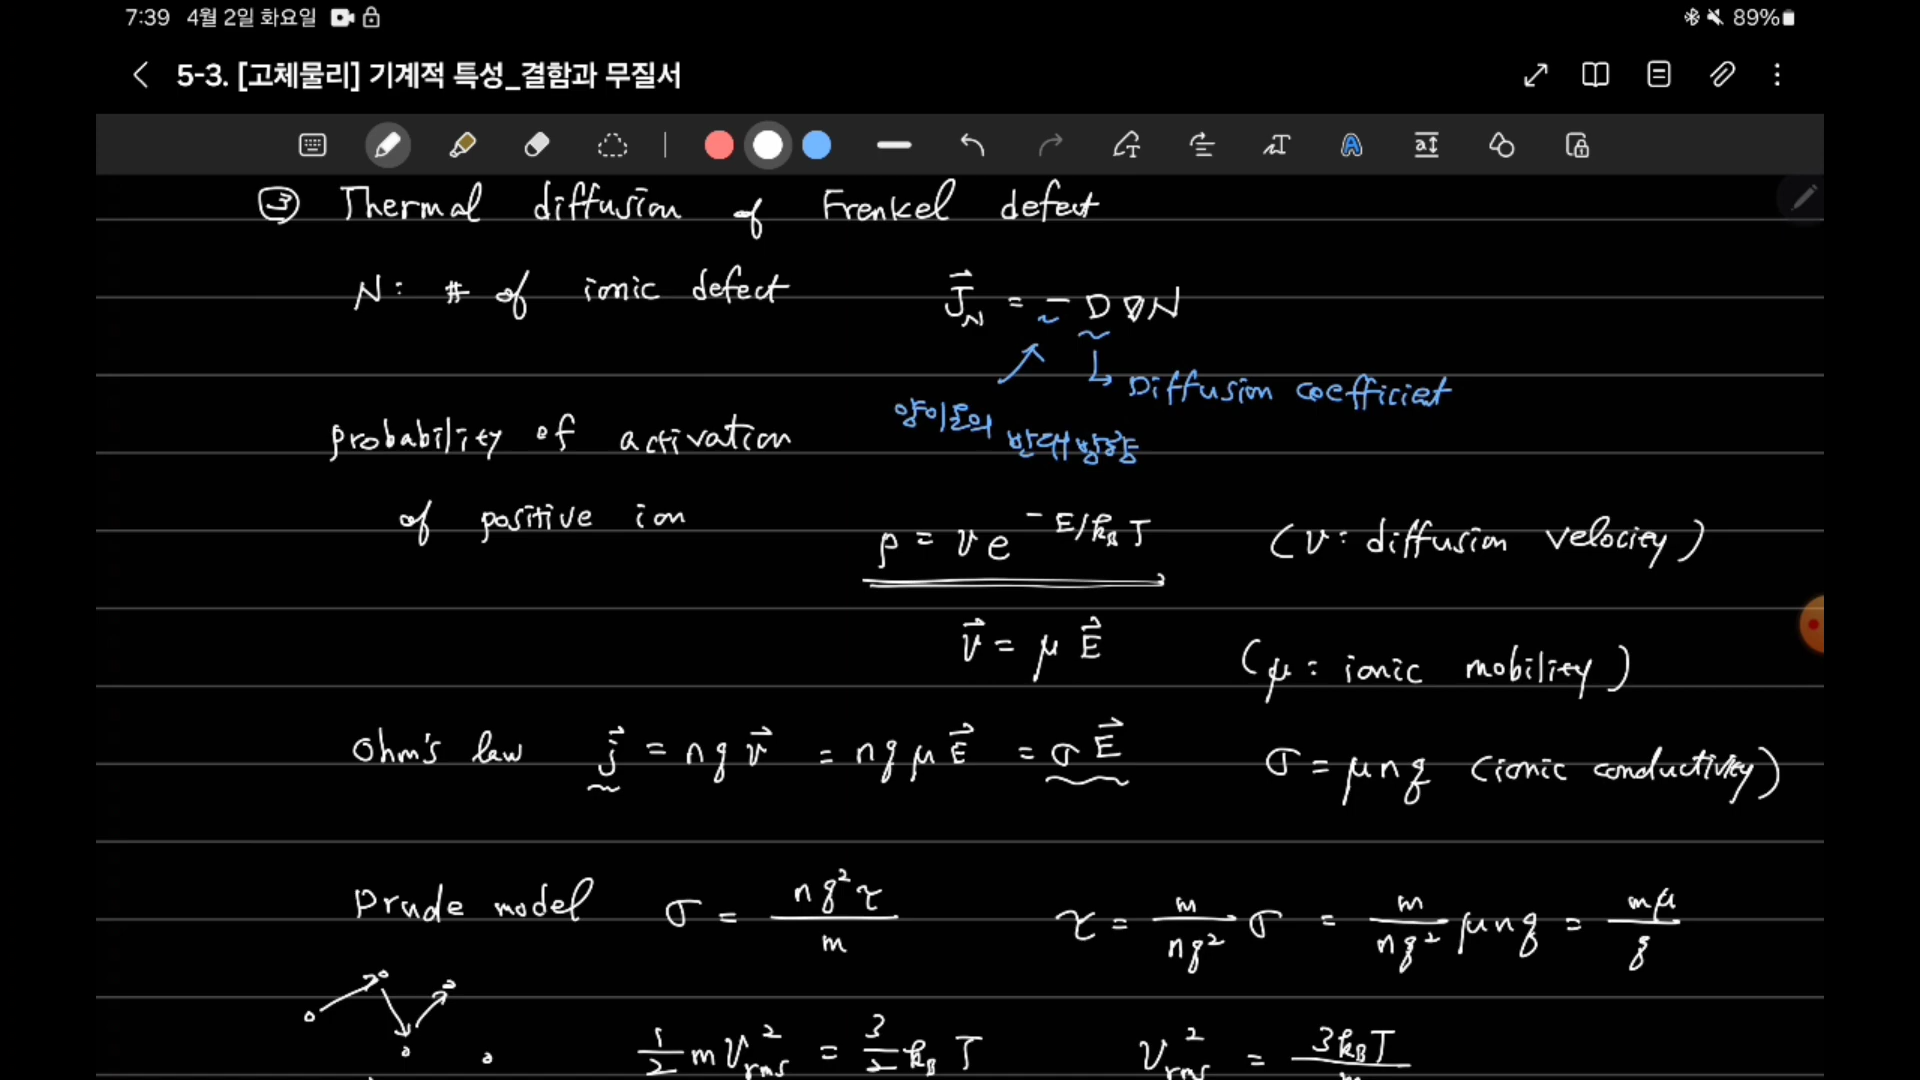 7:39 4월 2일 화요일 89%
5-3. [고체물리] 기계적 특성_결함과 무질서
③ Thermal diffusion of Frenkel defect
N: # of ionic defect
J⃗_N = - D ∇N
Diffusion coefficient
양이온의 반대방향
probability of activation
of positive ion
p = ν e^{-E/k_B T} (ν: diffusion velocity)
v⃗ = μ E⃗ (μ: ionic mobility)
Ohm's law j⃗ = nq v⃗ = nq μ E⃗ = σ E⃗ σ = μnq (ionic conductivity)
Drude model σ = nq²τ / m τ = m/nq² σ = m/nq² μnq = mμ/q
1/2 m V_rms² = 3/2 k_B T V_rms² = 3k_BT